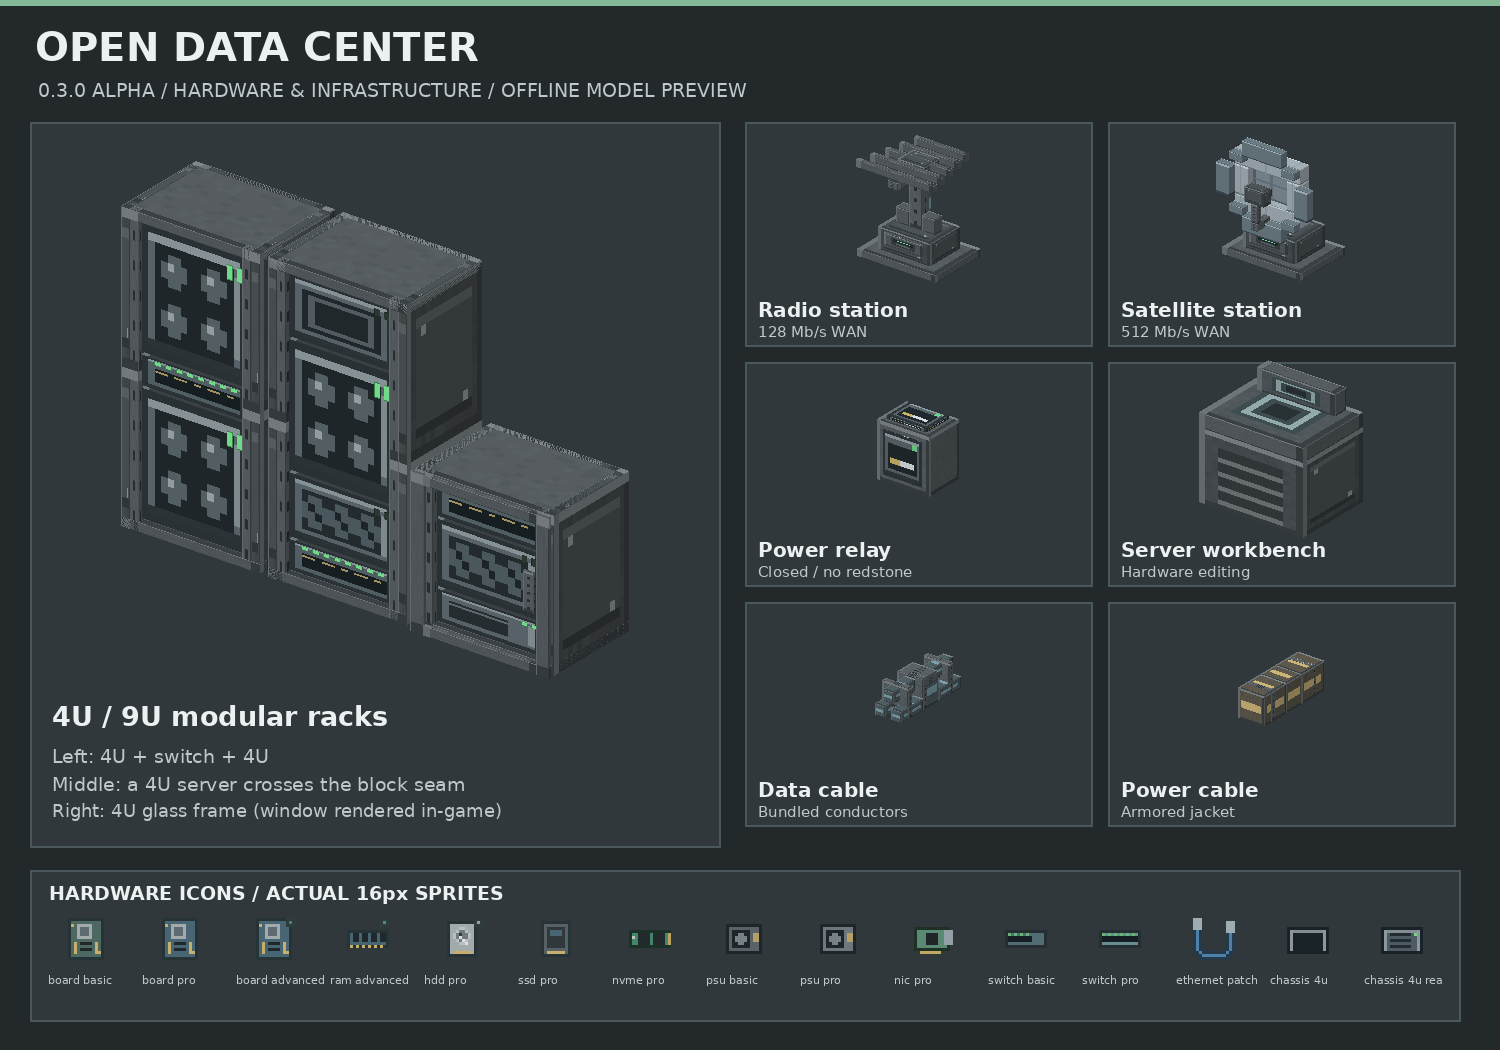 OPEN DATA CENTER
0.3.0 ALPHA / HARDWARE & INFRASTRUCTURE / OFFLINE MODEL PREVIEW
4U / 9U modular racks
Left: 4U + switch + 4U
Middle: a 4U server crosses the block seam
Right: 4U glass frame (window rendered in-game)
Radio station
128 Mb/s WAN
Satellite station
512 Mb/s WAN
Power relay
Closed / no redstone
Server workbench
Hardware editing
Data cable
Bundled conductors
Power cable
Armored jacket
HARDWARE ICONS / ACTUAL 16px SPRITES
board basic board pro board advanced ram advanced hdd pro ssd pro nvme pro psu basic psu pro nic pro switch basic switch pro ethernet patch chassis 4u chassis 4u rea